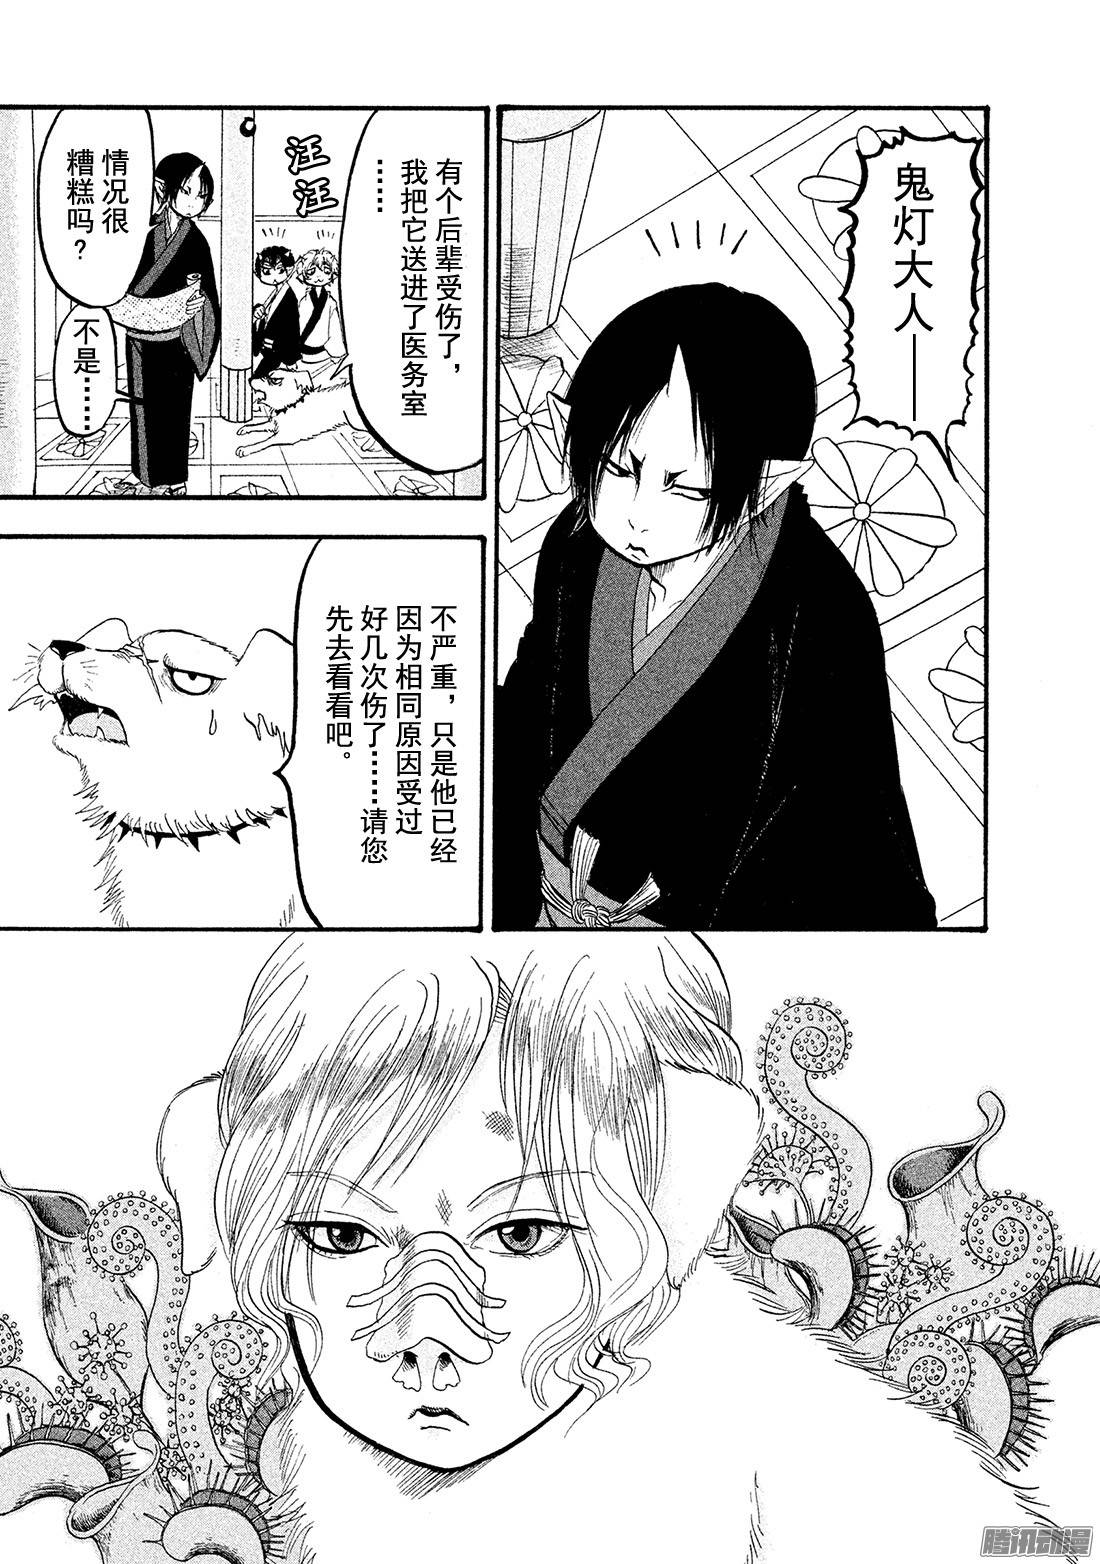 鬼灯大人——
有个后辈受伤了，
我把它送进了医务室
……
汪汪
情况很
糟糕吗？
不是……
不严重，只是他已经
因为相同原因受过
好几次伤了……请您
先去看看吧。
腾讯动漫